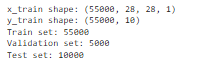 x_train shape: (55000, 28, 28, 1)
y_train shape: (55000, 10)
Train set: 55000
Validation set: 5000
Test set: 10000